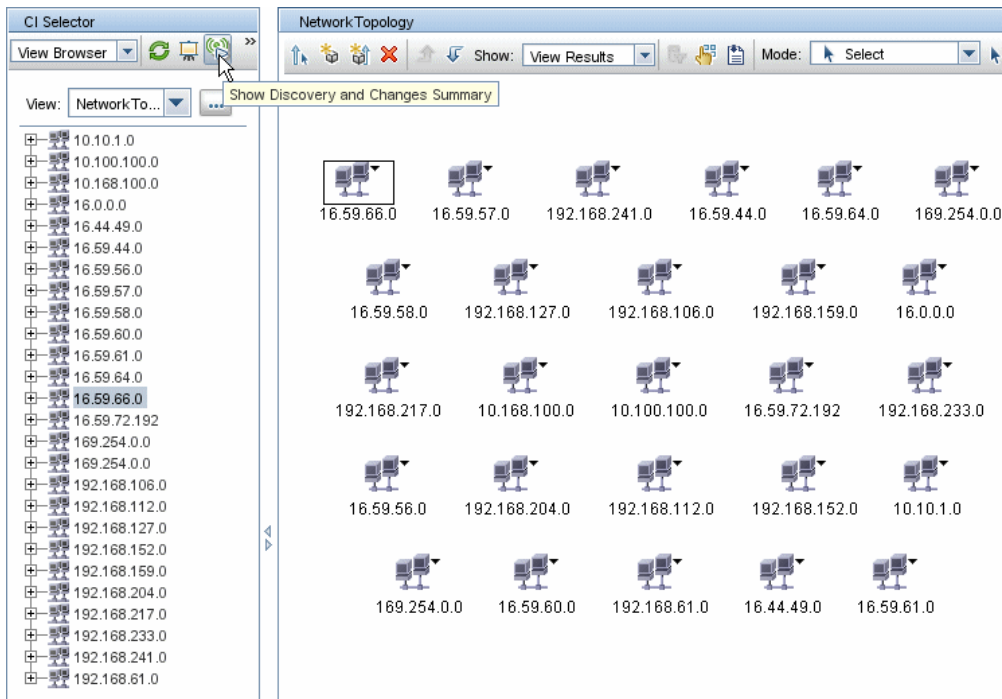 CI Selector
View Browser
»
Show Discovery and Changes Summary
View: NetworkTo... ...
10.10.1.0
10.100.100.0
10.168.100.0
16.0.0.0
16.44.49.0
16.59.44.0
16.59.56.0
16.59.57.0
16.59.58.0
16.59.60.0
16.59.61.0
16.59.64.0
16.59.66.0
16.59.72.192
169.254.0.0
169.254.0.0
192.168.106.0
192.168.112.0
192.168.127.0
192.168.152.0
192.168.159.0
192.168.204.0
192.168.217.0
192.168.233.0
192.168.241.0
192.168.61.0
NetworkTopology
Show: View Results Mode: Select
16.59.66.0 16.59.57.0 192.168.241.0 16.59.44.0 16.59.64.0 169.254.0.0
16.59.58.0 192.168.127.0 192.168.106.0 192.168.159.0 16.0.0.0
192.168.217.0 10.168.100.0 10.100.100.0 16.59.72.192 192.168.233.0
16.59.56.0 192.168.204.0 192.168.112.0 192.168.152.0 10.10.1.0
169.254.0.0 16.59.60.0 192.168.61.0 16.44.49.0 16.59.61.0